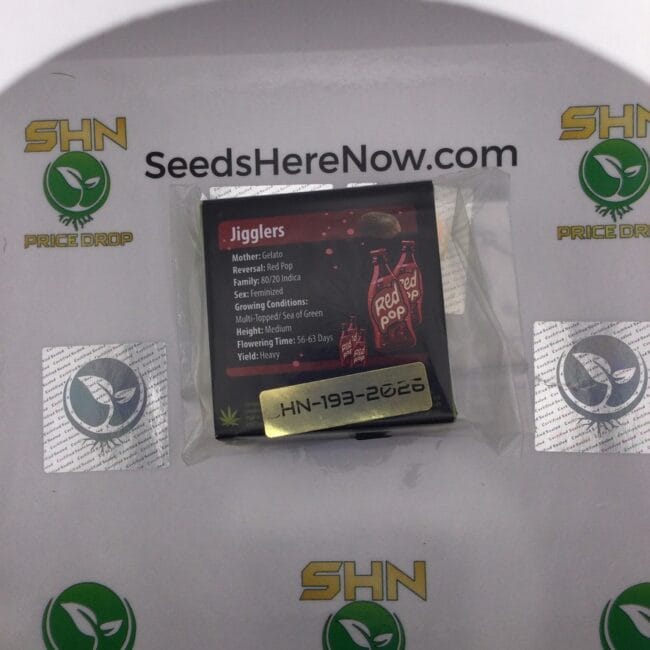 SHN
PRICE DROP
SeedsHereNow.com
SHN
PRICE DROP
Jigglers
Mother: Gelato
Reversal: Red Pop
Family: 80/20 Indica
Sex: Feminized
Growing Conditions:
Multi-Topped/ Sea of Green
Height: Medium
Flowering Time: 56-63 Days
Yield: Heavy
Red
pop
Red
pop
HN-193-2026
SHN